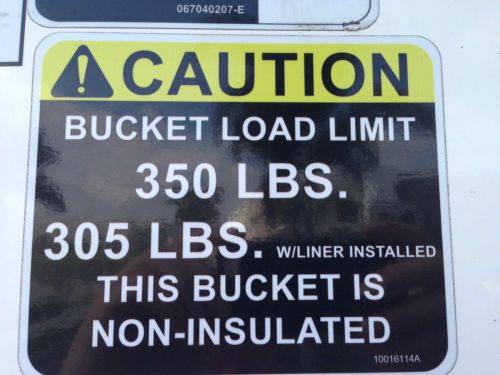 067040207-E
CAUTION
BUCKET LOAD LIMIT
350 LBS.
305 LBS. W/LINER INSTALLED
THIS BUCKET IS
NON-INSULATED
10016114A